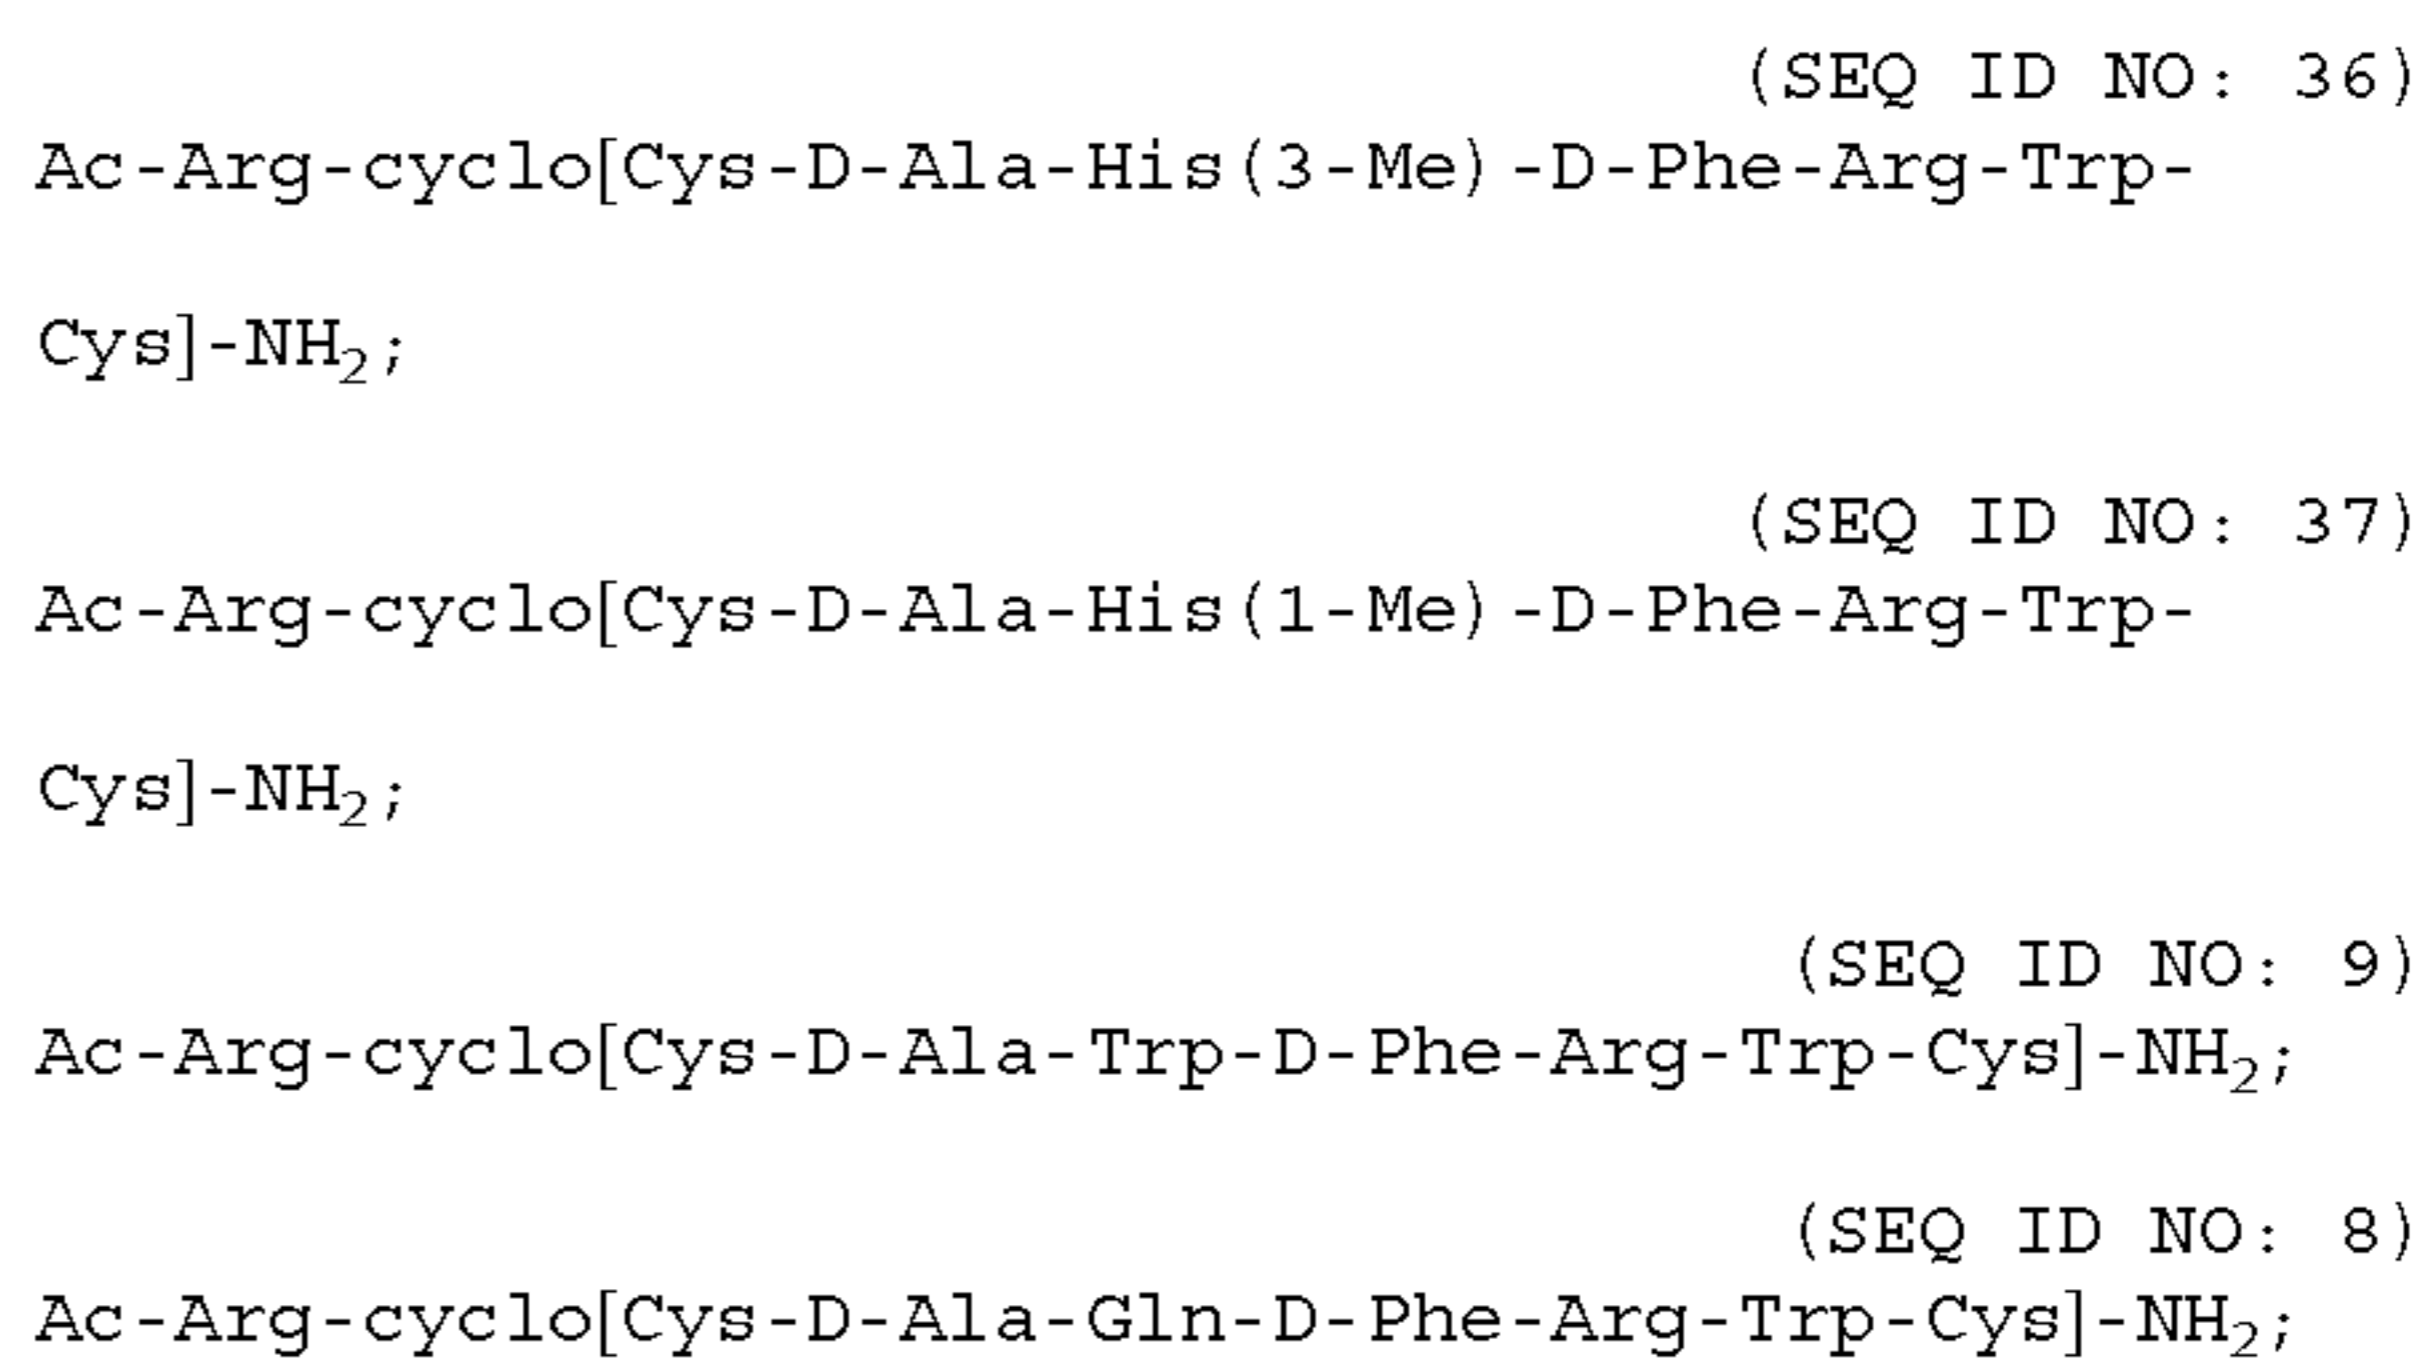 (SEQ ID NO: 36)
Ac-Arg-cyclo[Cys-D-Ala-His(3-Me)-D-Phe-Arg-Trp-
Cys]-NH₂;
(SEQ ID NO: 37)
Ac-Arg-cyclo[Cys-D-Ala-His(1-Me)-D-Phe-Arg-Trp-
Cys]-NH₂;
(SEQ ID NO: 9)
Ac-Arg-cyclo[Cys-D-Ala-Trp-D-Phe-Arg-Trp-Cys]-NH₂;
(SEQ ID NO: 8)
Ac-Arg-cyclo[Cys-D-Ala-Gln-D-Phe-Arg-Trp-Cys]-NH₂;